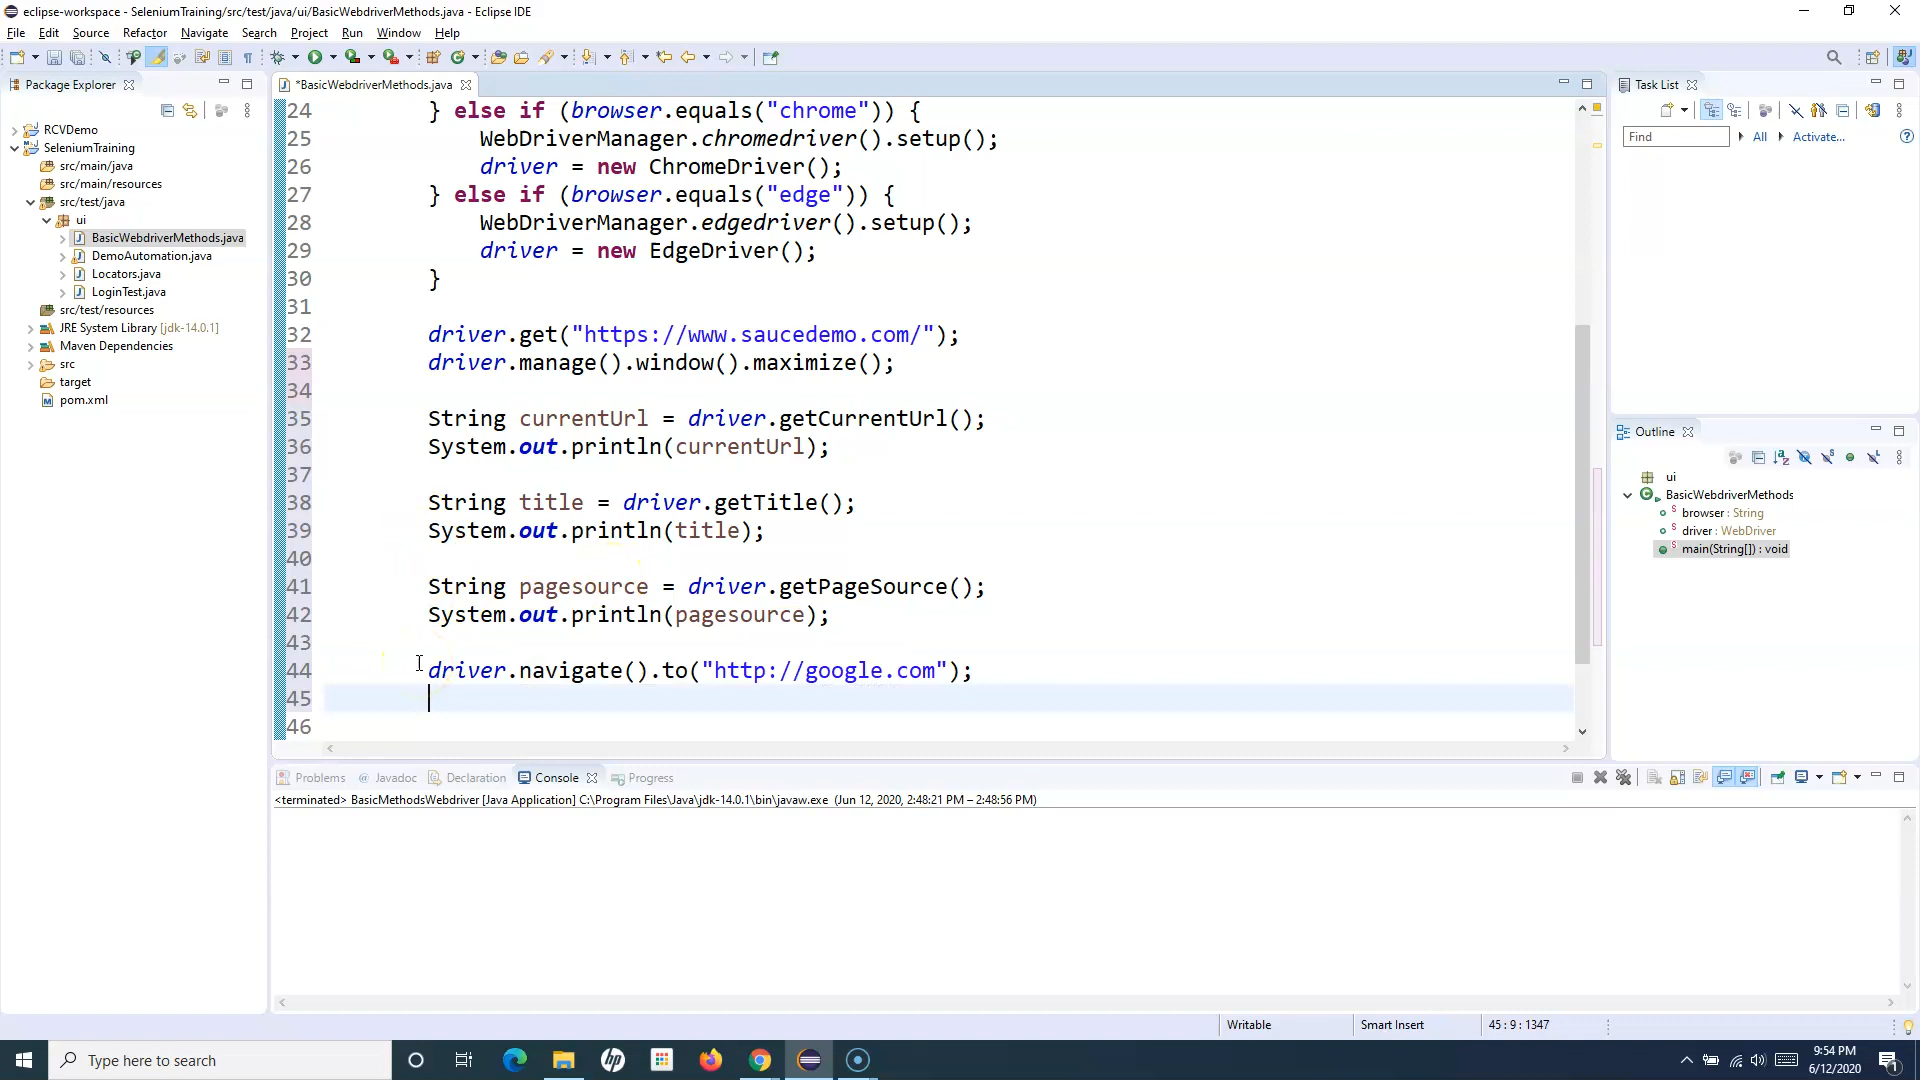 eclipse-workspace - SeleniumTraining/src/test/java/ui/BasicWebdriverMethods.java - Eclipse IDE
File Edit Source Refactor Navigate Search Project Run Window Help
Package Explorer
RCVDemo
SeleniumTraining
src/main/java
src/main/resources
src/test/java
ui
BasicWebdriverMethods.java
DemoAutomation.java
Locators.java
LoginTest.java
src/test/resources
JRE System Library [jdk-14.0.1]
Maven Dependencies
src
target
pom.xml
*BasicWebdriverMethods.java
24 } else if (browser.equals("chrome")) {
25 WebDriverManager.chromedriver().setup();
26 driver = new ChromeDriver();
27 } else if (browser.equals("edge")) {
28 WebDriverManager.edgedriver().setup();
29 driver = new EdgeDriver();
30 }
31
32 driver.get("https://www.saucedemo.com/");
33 driver.manage().window().maximize();
34
35 String currentUrl = driver.getCurrentUrl();
36 System.out.println(currentUrl);
37
38 String title = driver.getTitle();
39 System.out.println(title);
40
41 String pagesource = driver.getPageSource();
42 System.out.println(pagesource);
43
44 driver.navigate().to("http://google.com");
45
46
Task List
Find All Activate...
Outline
ui
BasicWebdriverMethods
browser : String
driver : WebDriver
main(String[]) : void
Problems Javadoc Declaration Console Progress
<terminated> BasicMethodsWebdriver [Java Application] C:\Program Files\Java\jdk-14.0.1\bin\javaw.exe (Jun 12, 2020, 2:48:21 PM – 2:48:56 PM)
Writable Smart Insert 45 : 9 : 1347
Type here to search
9:54 PM
6/12/2020